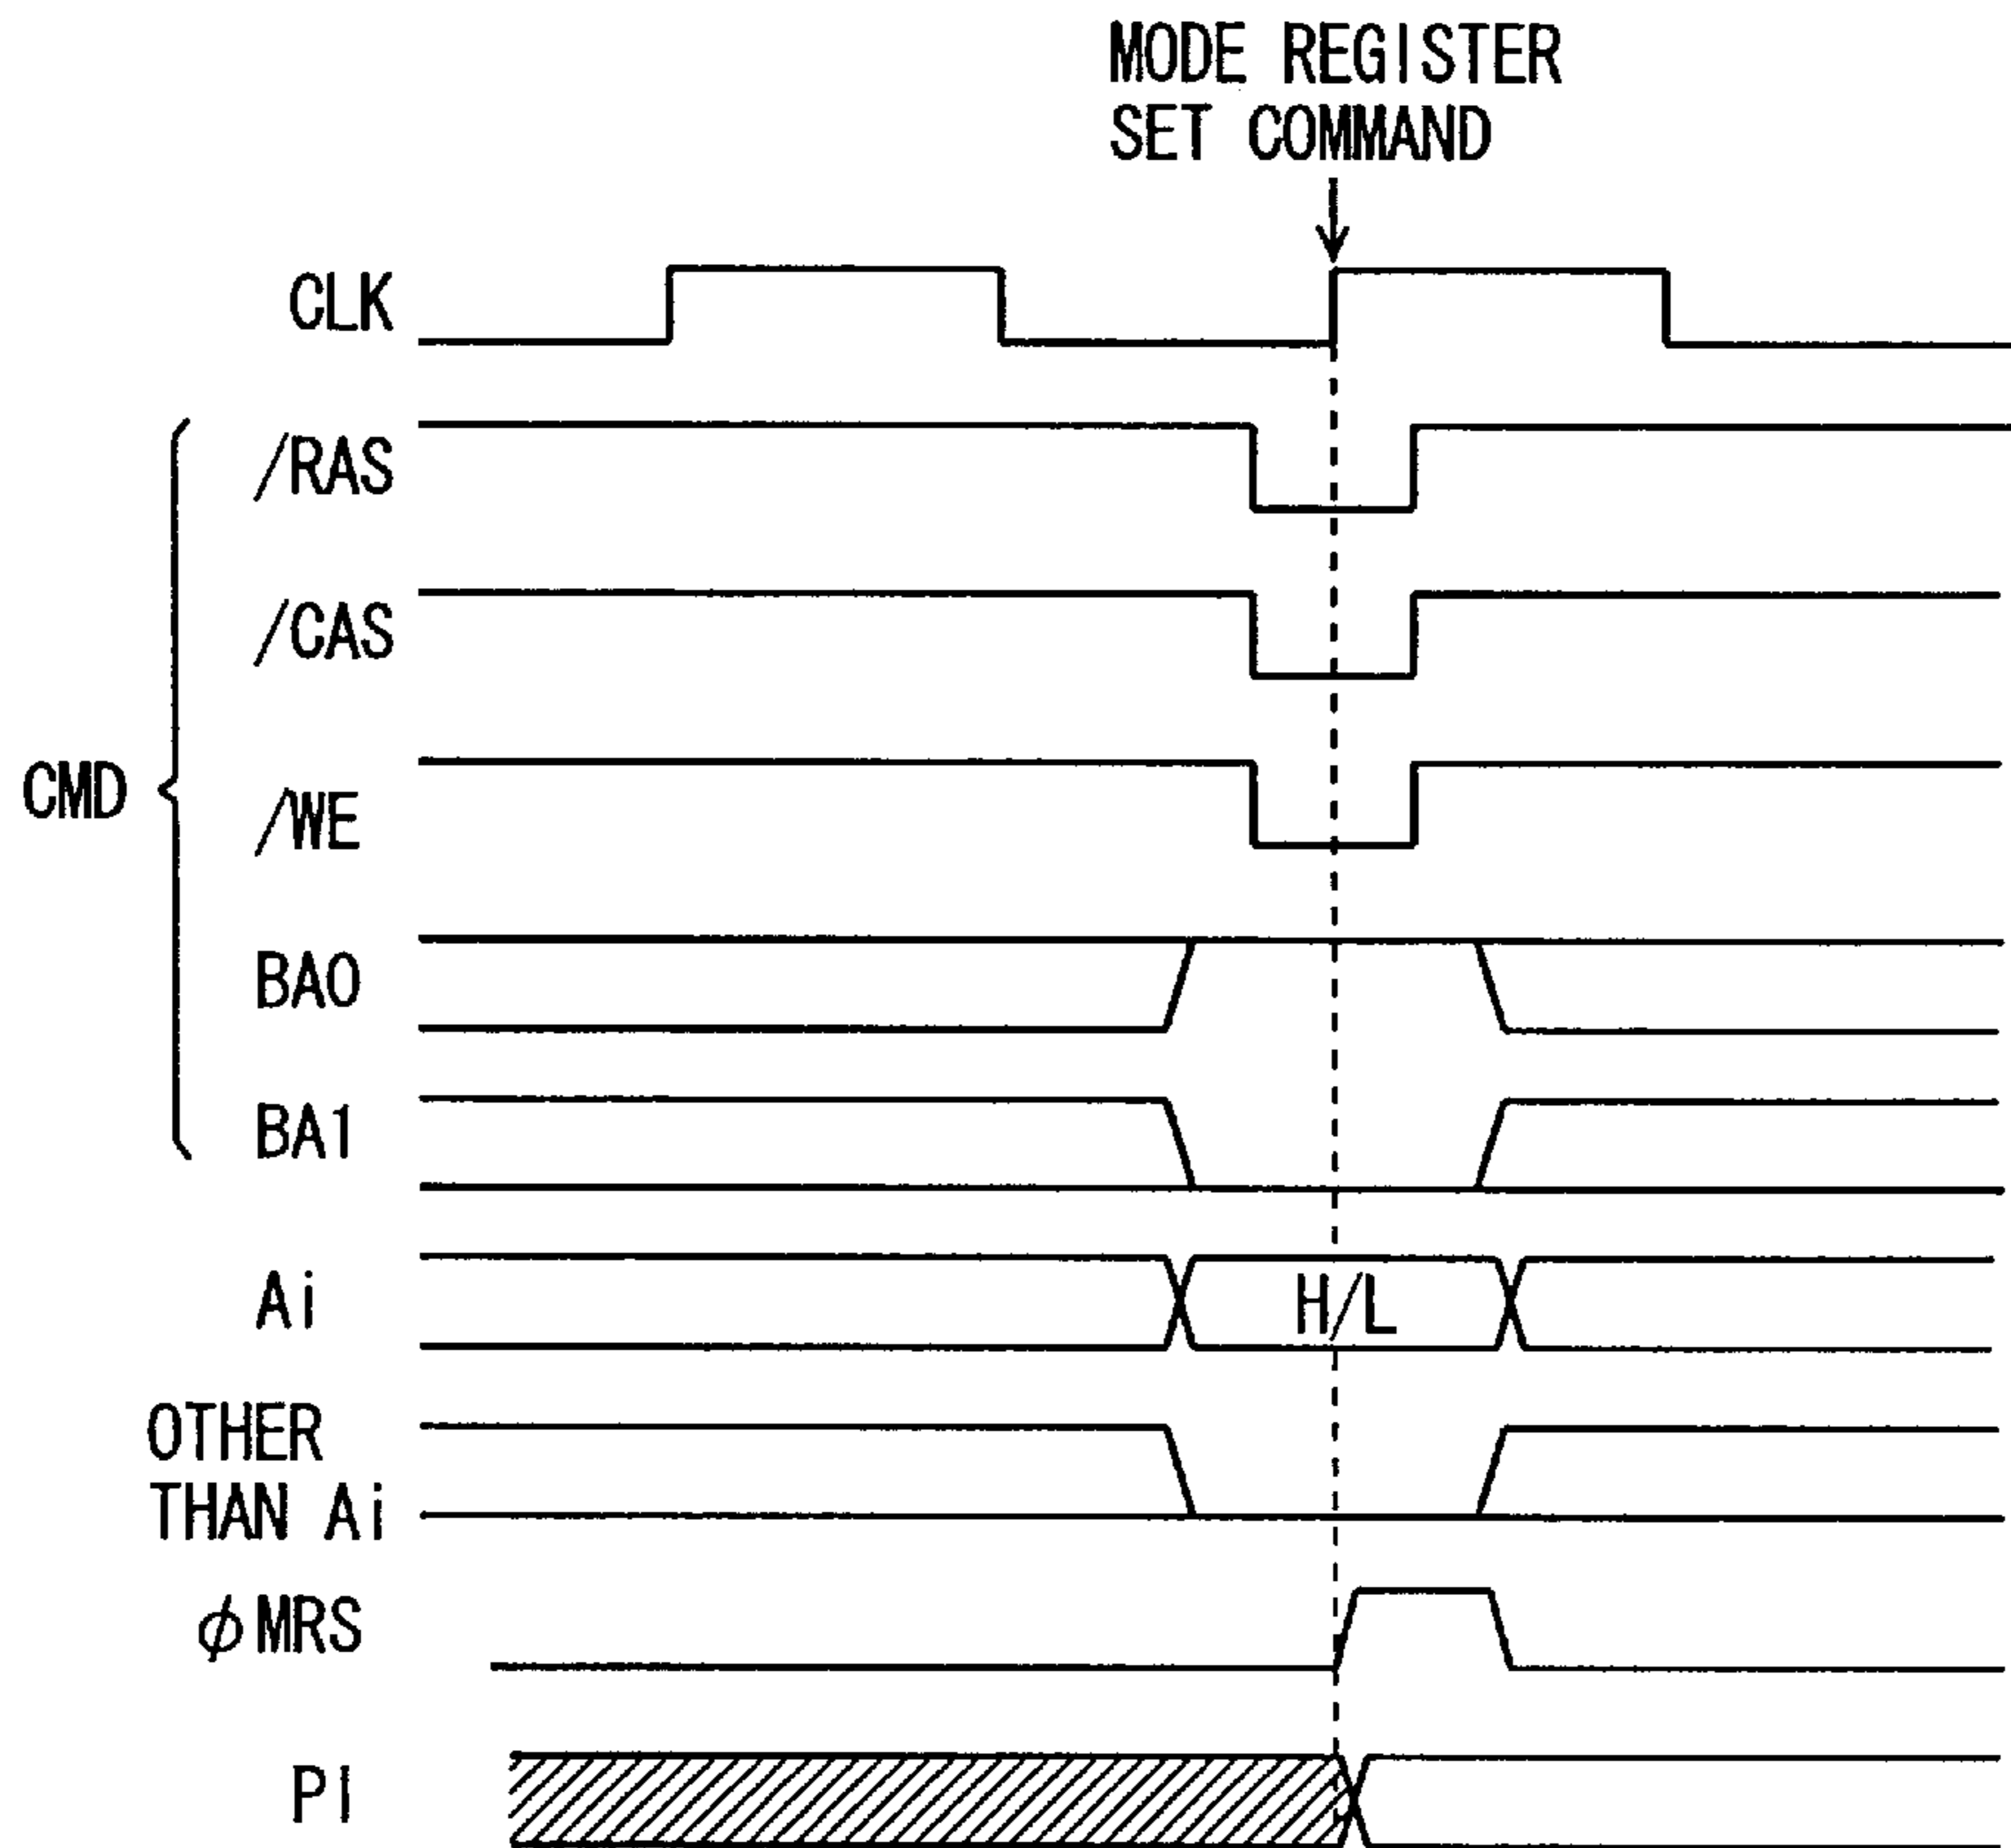 MODE REGISTER
SET COMMAND
CLK
/RAS
/CAS
CMD
/WE
BA0
BA1
Ai
H/L
OTHER
THAN Ai
ϕMRS
PI